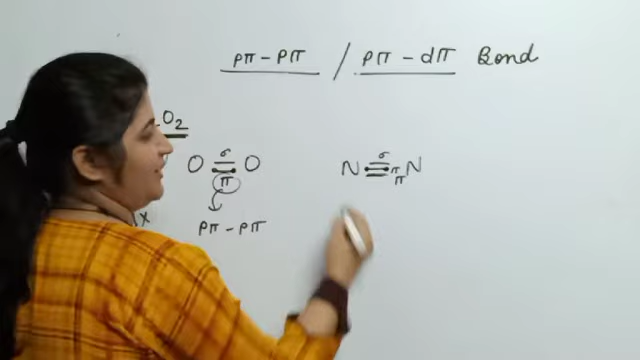 pπ-pπ / pπ-dπ Bond
O2
σ σ
O = O N ≡ N
π π
π
x
pπ-pπ